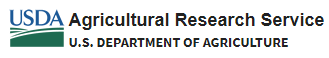 USDA Agricultural Research Service
U.S. DEPARTMENT OF AGRICULTURE